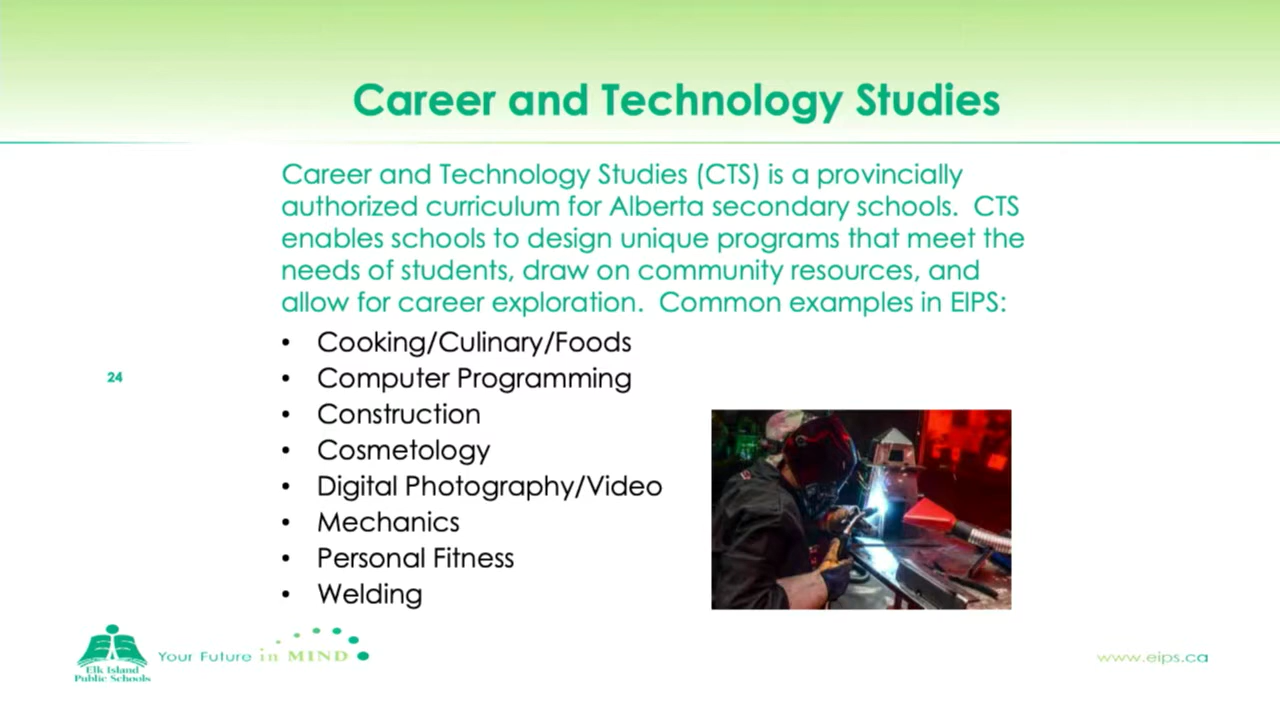 Career and Technology Studies
Career and Technology Studies (CTS) is a provincially
authorized curriculum for Alberta secondary schools.  CTS
enables schools to design unique programs that meet the
needs of students, draw on community resources, and
allow for career exploration.  Common examples in EIPS:
• Cooking/Culinary/Foods
• Computer Programming
• Construction
• Cosmetology
• Digital Photography/Video
• Mechanics
• Personal Fitness
• Welding
24
Elk Island
Public Schools
Your Future in MIND
www.eips.ca